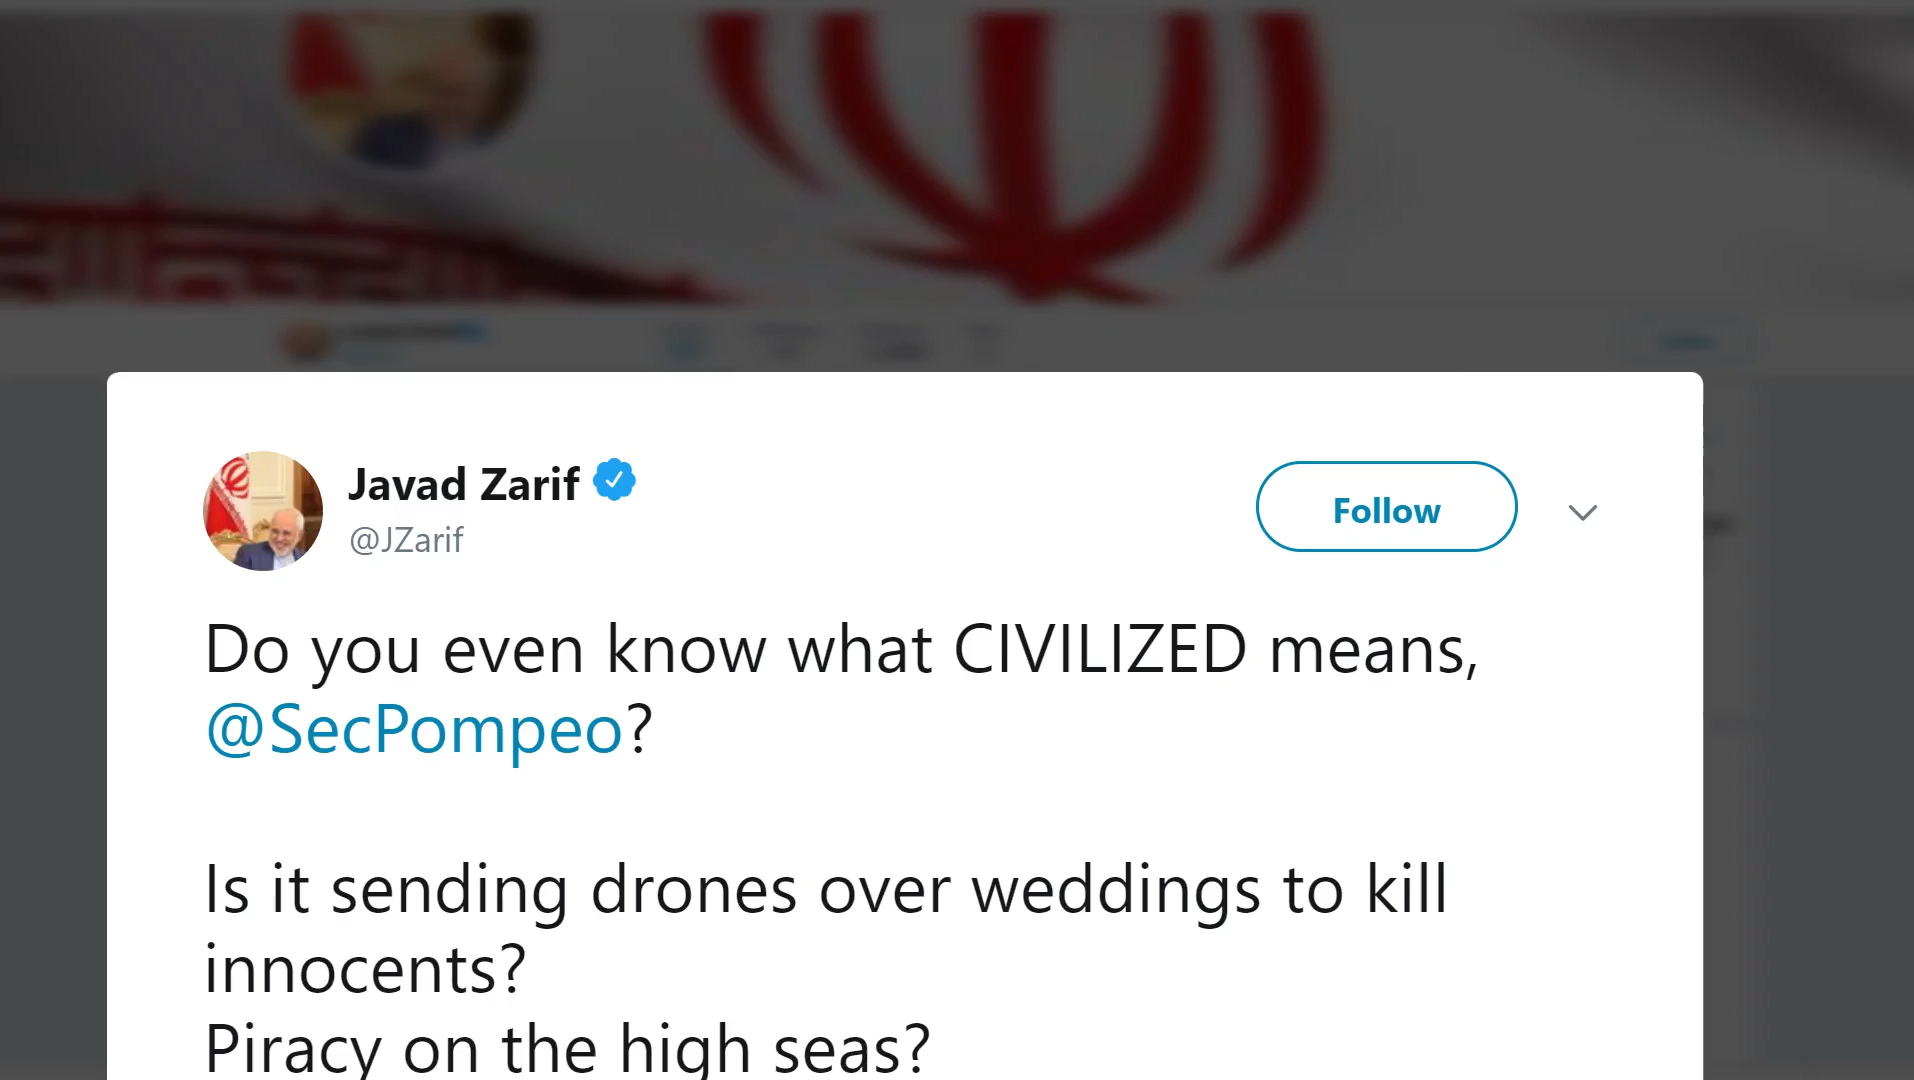 Javad Zarif
@JZarif
Follow
Do you even know what CIVILIZED means,
@SecPompeo?
Is it sending drones over weddings to kill
innocents?
Piracy on the high seas?